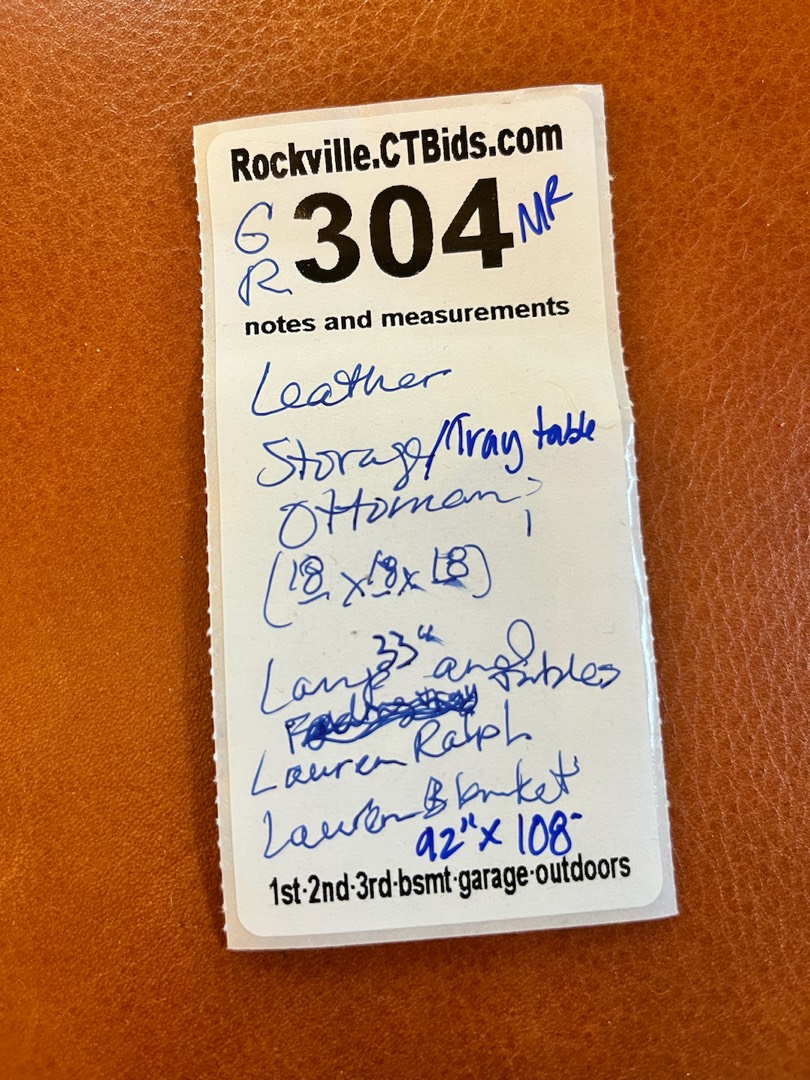 Rockville.CTBids.com
G R 304 MR
notes and measurements
Leather
Storage/Tray table
Ottoman;
(18 x 18 x 18)
Lamp 33" and
Lauren Ralph
Lauren Blanket
92" x 108"
1st·2nd·3rd·bsmt·garage·outdoors